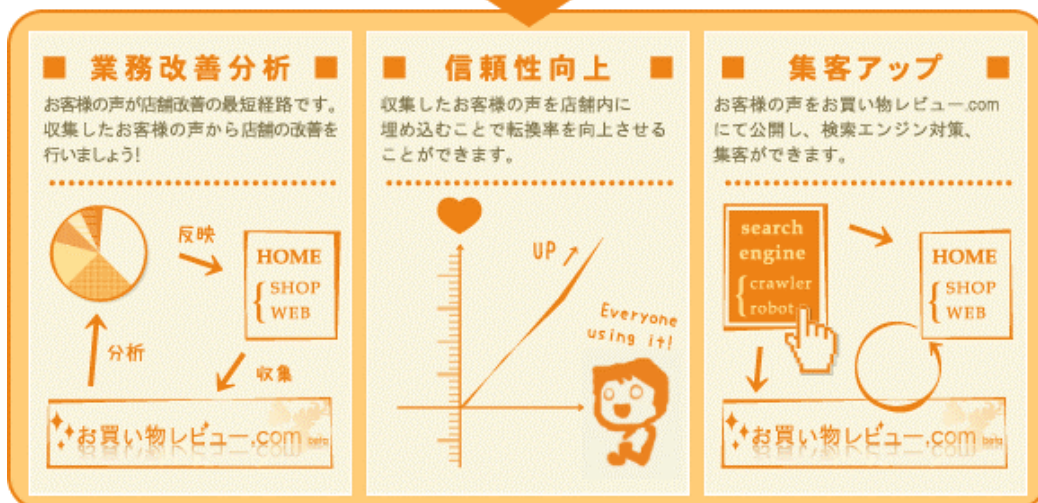 ■ 業務改善分析 ■
お客様の声が店舗改善の最短経路です。
収集したお客様の声から店舗の改善を
行いましょう!
反映
HOME
SHOP
WEB
分析
収集
お買い物レビュー.com beta
■ 信頼性向上 ■
収集したお客様の声を店舗内に
埋め込むことで転換率を向上させる
ことができます。
UP
Everyone
using it!
■ 集客アップ ■
お客様の声をお買い物レビュー.com
にて公開し、検索エンジン対策、
集客ができます。
search
engine
crawler
robot
HOME
SHOP
WEB
お買い物レビュー.com beta